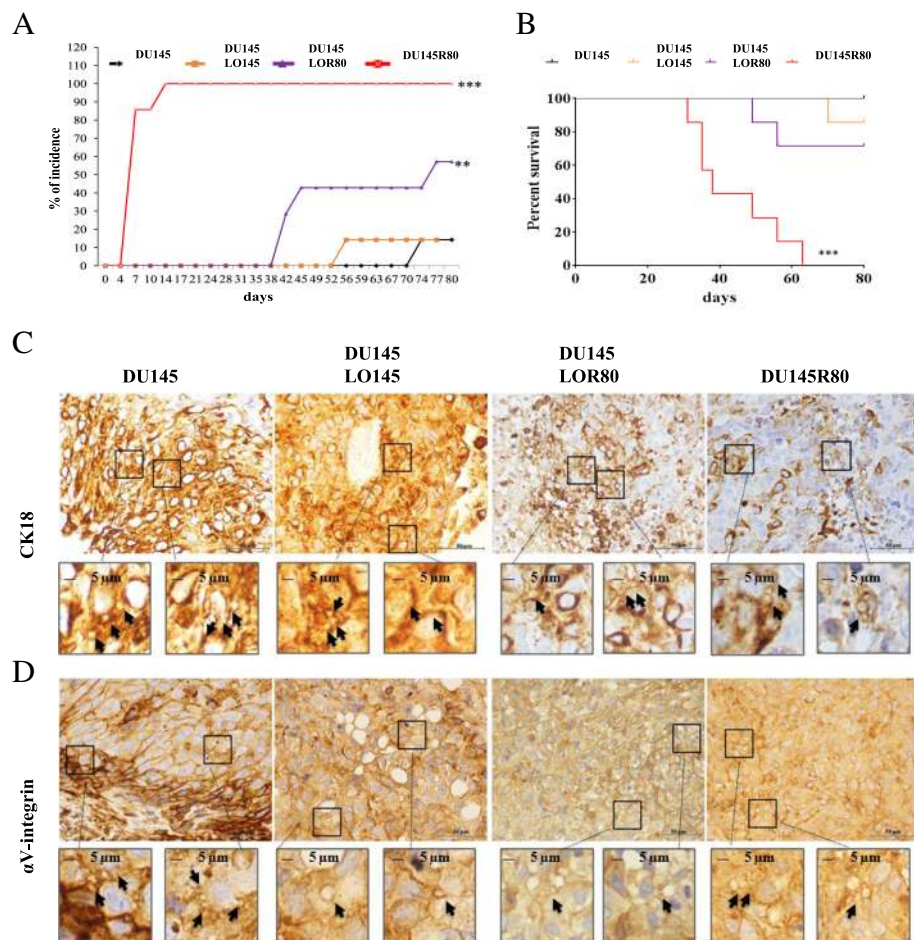 A
DU145
DU145
LO145
DU145
LOR80
DU145R80
% of incidence
120
110
100
90
80
70
60
50
40
30
20
10
0
***
**
0 4 7 10 14 17 21 24 28 31 35 38 42 45 49 52 56 59 63 67 70 74 77 80
days
B
DU145
DU145
LO145
DU145
LOR80
DU145R80
Percent survival
100
80
60
40
20
0
***
0 20 40 60 80
days
C
DU145
DU145
LO145
DU145
LOR80
DU145R80
CK18
5 µm 5 µm 5 µm 5 µm 5 µm 5 µm 5 µm 5 µm
D
αV-integrin
5 µm 5 µm 5 µm 5 µm 5 µm 5 µm 5 µm 5 µm